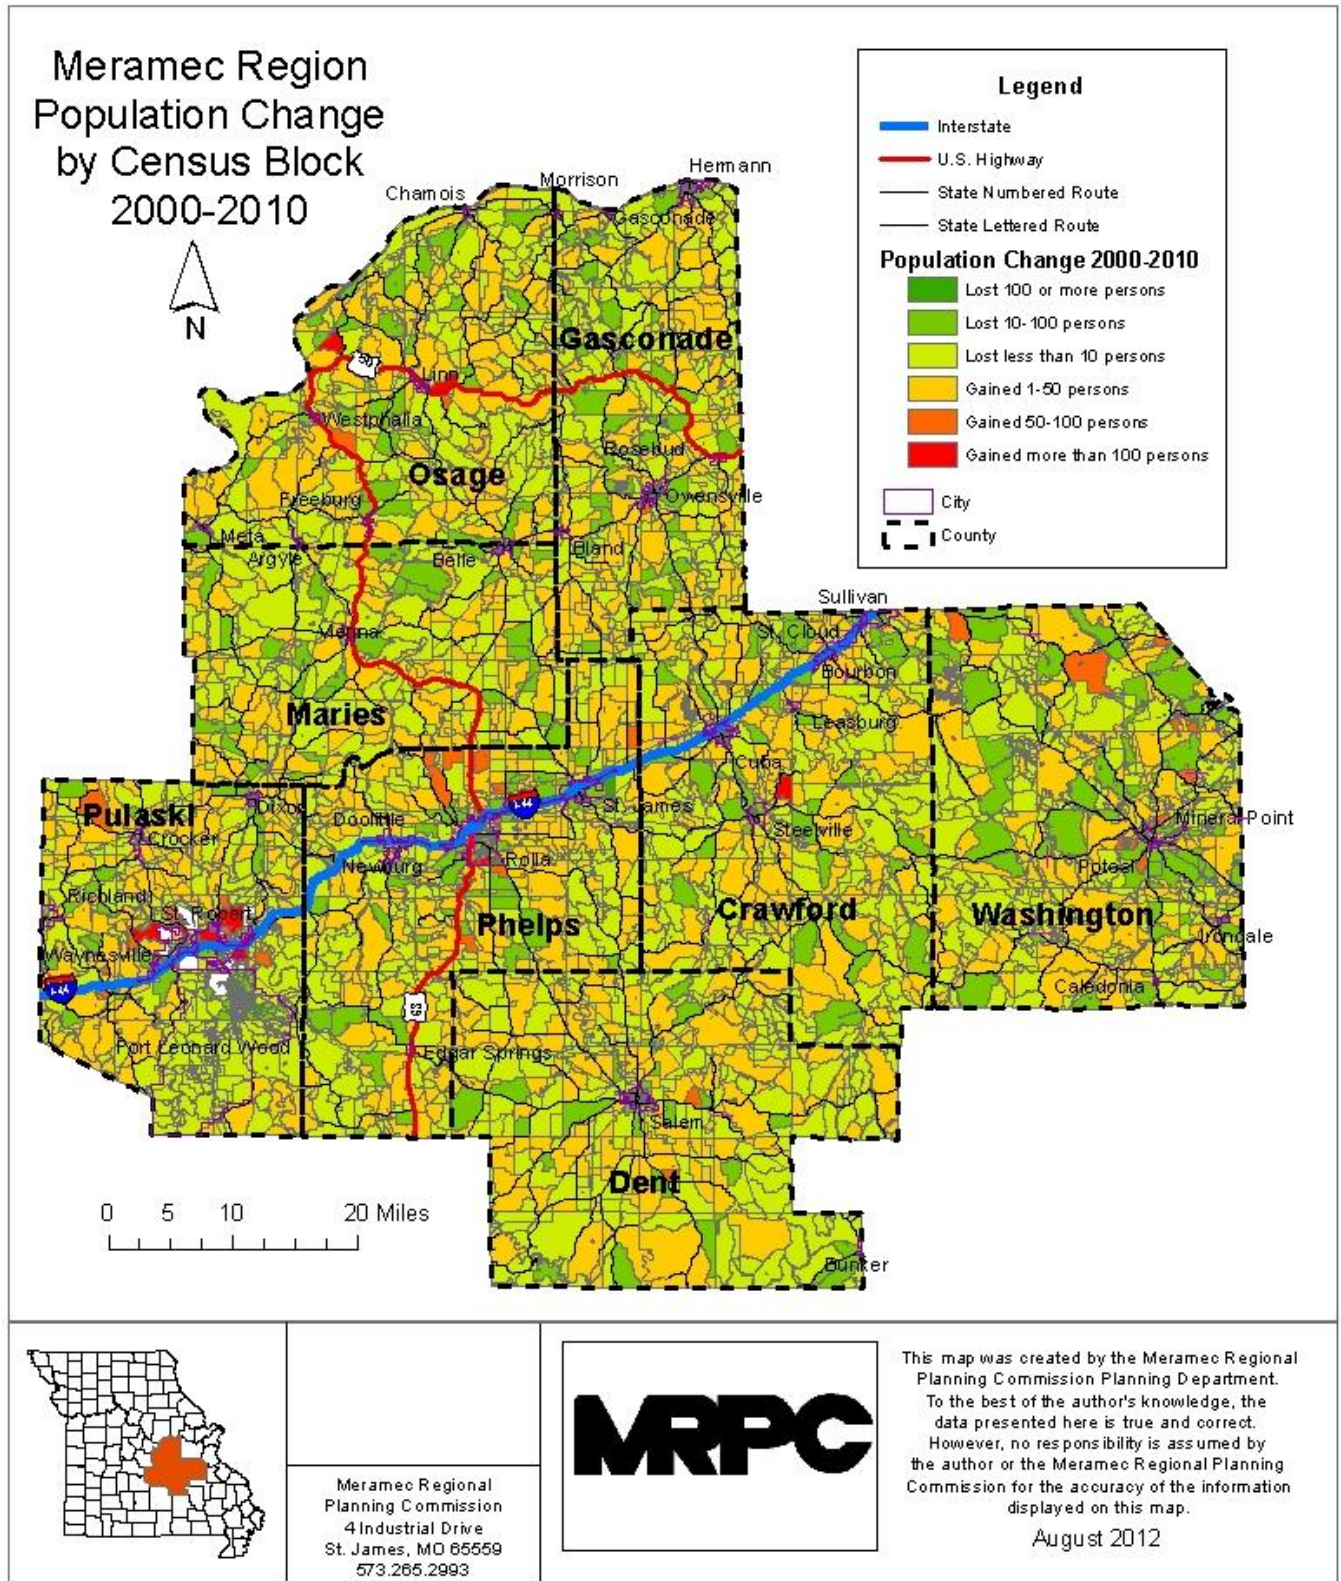 Meramec Region
Population Change
by Census Block
2000-2010
N
Legend
Interstate
U.S. Highway
State Numbered Route
State Lettered Route
Population Change 2000-2010
Lost 100 or more persons
Lost 10-100 persons
Lost less than 10 persons
Gained 1-50 persons
Gained 50-100 persons
Gained more than 100 persons
City
County
Hermann
Morrison
Chamois
Gasconade
Gasconade
50
Linn
Westphalia
Rosebud
Osage
Owensville
Freeburg
Meta
Argyle
Belle
Bland
Sullivan
St. Cloud
Vienna
Bourbon
Maries
Leasburg
Cuba
Pulaski
Dixon
I-44
St. James
Doolittle
Mineral Point
Crocker
Steelville
Newburg
Rolla
Potosi
Richland
St. Robert
Phelps
Crawford
Washington
Irondale
Waynesville
I-44
Caledonia
63
Fort Leonard Wood
Edgar Springs
Salem
Dent
Bunker
0 5 10 20 Miles
Meramec Regional
Planning Commission
4 Industrial Drive
St. James, MO 65559
573.265.2993
MRPC
This map was created by the Meramec Regional
Planning Commission Planning Department.
To the best of the author's knowledge, the
data presented here is true and correct.
However, no responsibility is assumed by
the author or the Meramec Regional Planning
Commission for the accuracy of the information
displayed on this map.
August 2012